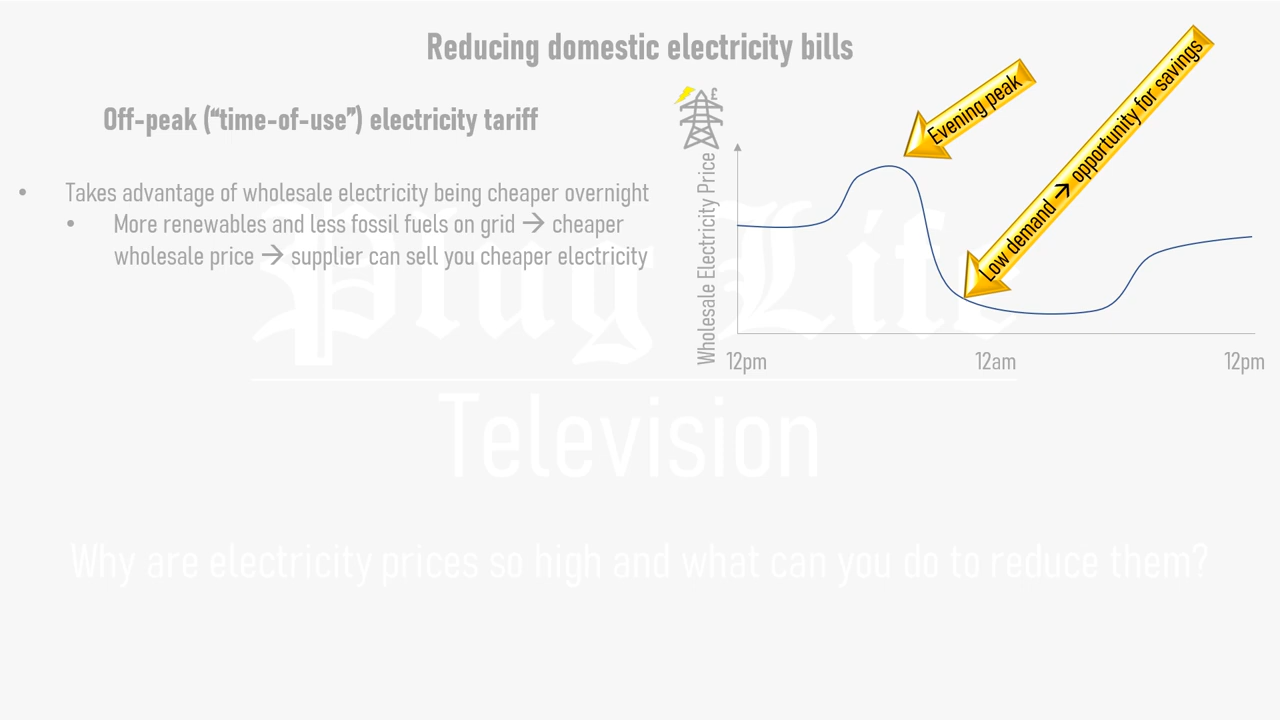 Reducing domestic electricity bills
Off-peak (“time-of-use”) electricity tariff
• Takes advantage of wholesale electricity being cheaper overnight
• More renewables and less fossil fuels on grid → cheaper
wholesale price → supplier can sell you cheaper electricity
£
Wholesale Electricity Price
Evening peak
Low demand → opportunity for savings
12pm
12am
12pm
Plug Life
Television
Why are electricity prices so high and what can you do to reduce them?